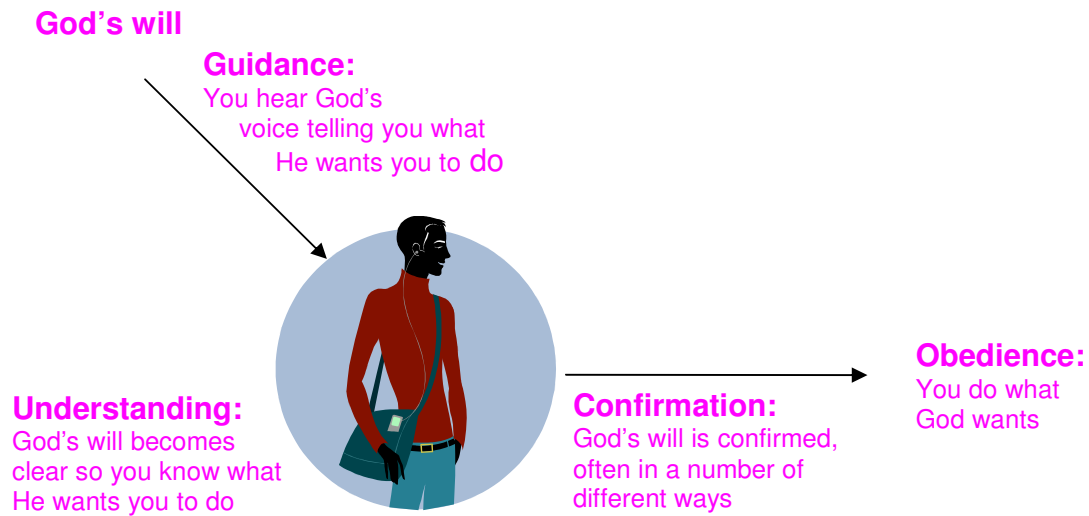 God’s will
Guidance:
You hear God’s
voice telling you what
He wants you to do
Understanding:
God’s will becomes
clear so you know what
He wants you to do
Confirmation:
God’s will is confirmed,
often in a number of
different ways
Obedience:
You do what
God wants